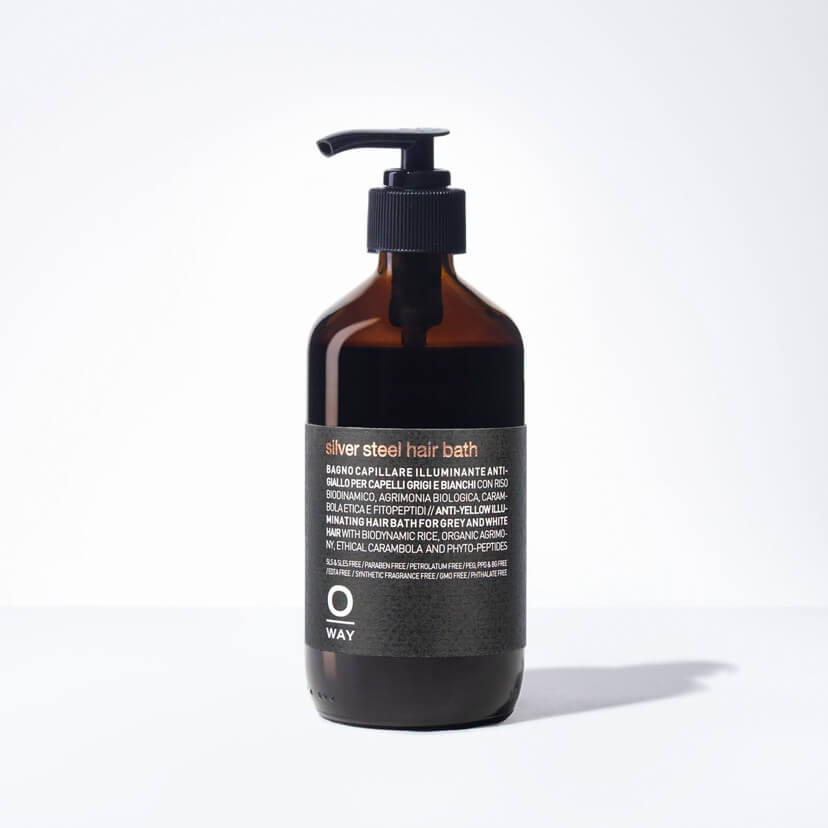 silver steel hair bath
BAGNO CAPILLARE ILLUMINANTE ANTI-
GIALLO PER CAPELLI GRIGI E BIANCHI CON RISO
BIODINAMICO, AGRIMONIA BIOLOGICA, CARAM-
BOLA ETICA E FITOPEPTIDI // ANTI-YELLOW ILLU-
MINATING HAIR BATH FOR GREY AND WHITE
HAIR WITH BIODYNAMIC RICE, ORGANIC AGRIMO-
NY, ETHICAL CARAMBOLA AND PHYTO-PEPTIDES
SLS & SLES FREE / PARABEN FREE / PETROLATUM FREE / PEG, PPG & BG FREE
/ EDTA FREE / SYNTHETIC FRAGRANCE FREE / GMO FREE / PHTHALATE FREE
O
WAY